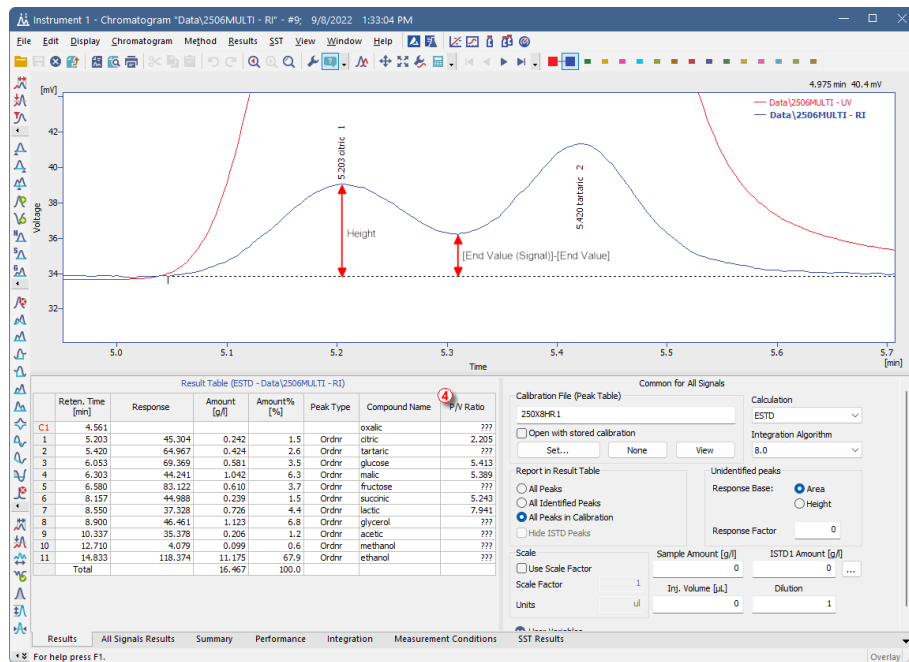 Instrument 1 - Chromatogram "Data\2506MULTI - RI" - #9; 9/8/2022 1:33:04 PM
File Edit Display Chromatogram Method Results SST View Window Help
4.975 min 40.4 mV
[mV]
Data\2506MULTI - UV
Data\2506MULTI - RI
42
40
38
36
34
32
Voltage
5.203 citric 1
5.420 tartaric 2
Height
[End Value (Signal)]-[End Value]
5.0 5.1 5.2 5.3 5.4 5.5 5.6 5.7
Time [min]
Result Table (ESTD - Data\2506MULTI - RI)
4
Reten. Time [min] Response Amount [g/l] Amount% [%] Peak Type Compound Name P/V Ratio
C1 4.561 oxalic ???
1 5.203 45.304 0.242 1.5 Ordnr citric 2.205
2 5.420 64.967 0.424 2.6 Ordnr tartaric ???
3 6.053 69.369 0.581 3.5 Ordnr glucose 5.413
4 6.303 44.241 1.042 6.3 Ordnr malic 5.389
5 6.580 83.122 0.610 3.7 Ordnr fructose ???
6 8.157 44.988 0.239 1.5 Ordnr succinic 5.243
7 8.550 37.328 0.726 4.4 Ordnr lactic 7.941
8 8.900 46.461 1.123 6.8 Ordnr glycerol ???
9 10.337 35.378 0.206 1.2 Ordnr acetic ???
10 12.710 4.079 0.099 0.6 Ordnr methanol ???
11 14.833 118.374 11.175 67.9 Ordnr ethanol ???
Total 16.467 100.0
Common for All Signals
Calibration File (Peak Table)
250X8HR1
Open with stored calibration
Set... None View
Calculation
ESTD
Integration Algorithm
8.0
Report in Result Table
All Peaks
All Identified Peaks
All Peaks in Calibration
Hide ISTD Peaks
Unidentified peaks
Response Base: Area
Height
Response Factor 0
Scale
Use Scale Factor
Scale Factor 1
Units ul
Sample Amount [g/l]
0
ISTD1 Amount [g/l]
0 ...
Inj. Volume [µL]
0
Dilution
1
Results All Signals Results Summary Performance Integration Measurement Conditions SST Results
For help press F1.
Overlay